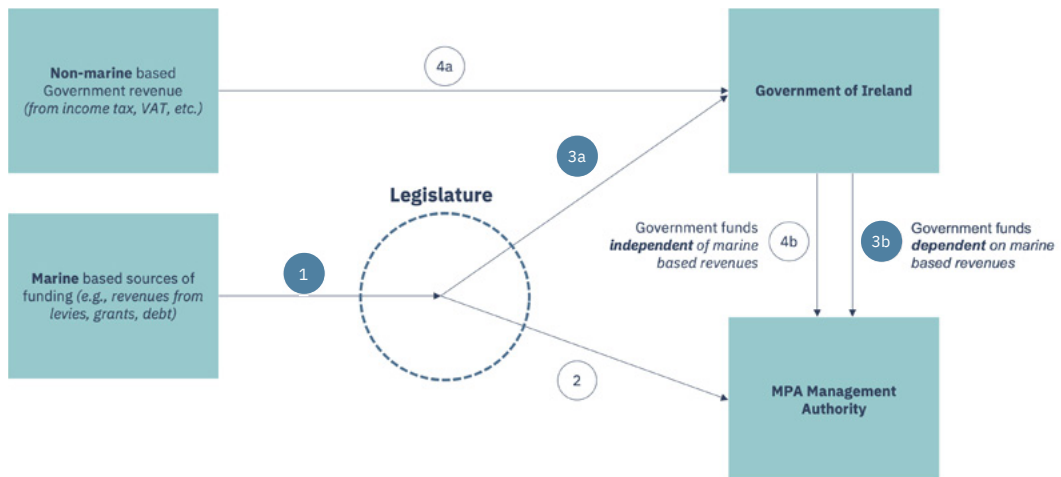 Non-marine based
Government revenue
(from income tax, VAT, etc.)
4a
Government of Ireland
3a
Legislature
Marine based sources of
funding (e.g., revenues from
levies, grants, debt)
1
Government funds
independent of marine
based revenues
4b
3b
Government funds
dependent on marine
based revenues
2
MPA Management
Authority